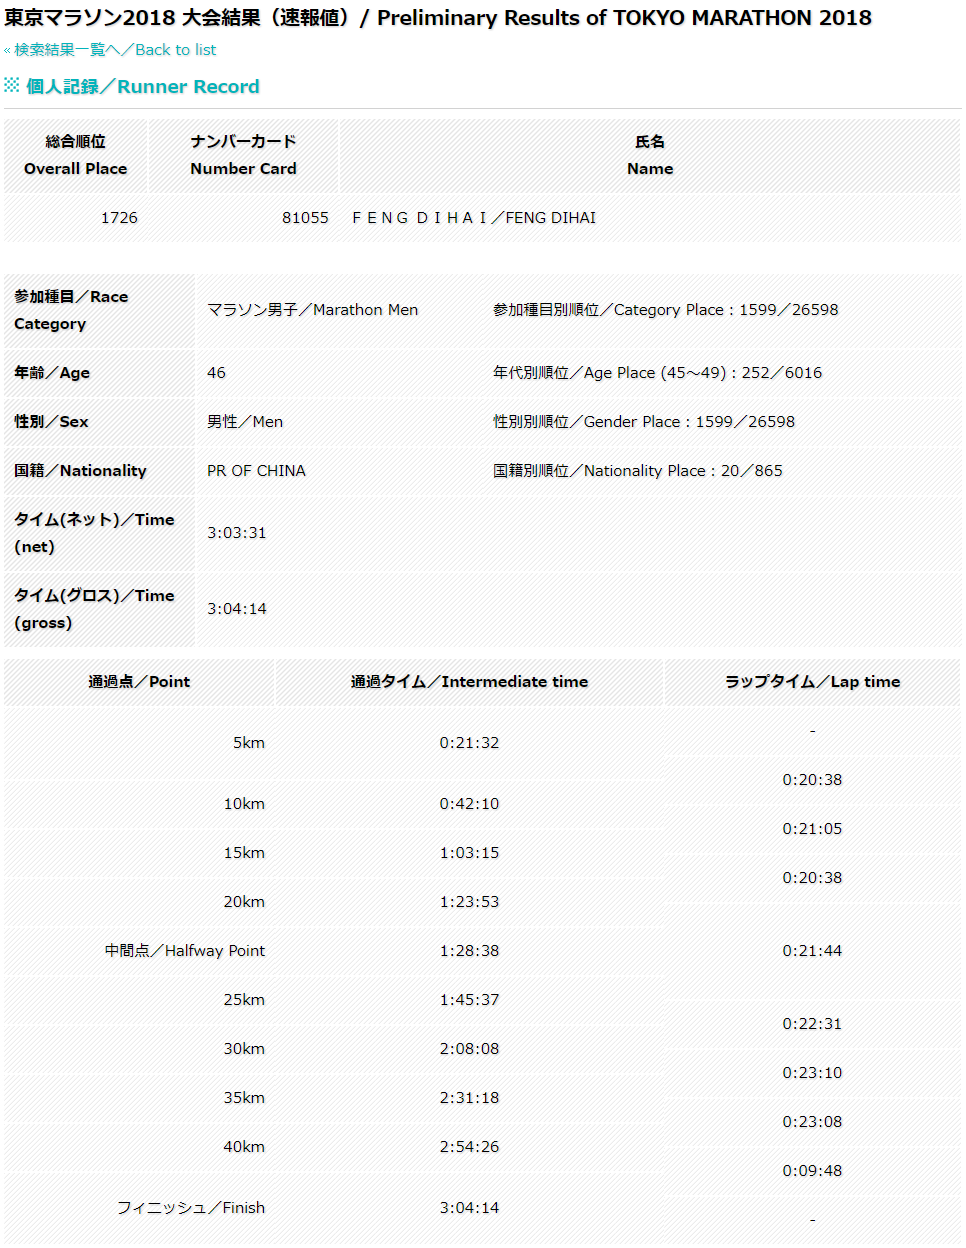 東京マラソン2018 大会結果（速報値）/ Preliminary Results of TOKYO MARATHON 2018
« 検索結果一覧へ／Back to list
個人記録／Runner Record
総合順位 ナンバーカード 氏名
Overall Place Number Card Name
1726 81055 ＦＥＮＧ ＤＩＨＡＩ／FENG DIHAI
参加種目／Race
Category
マラソン男子／Marathon Men 参加種目別順位／Category Place : 1599／26598
年齢／Age 46 年代別順位／Age Place (45～49) : 252／6016
性別／Sex 男性／Men 性別別順位／Gender Place : 1599／26598
国籍／Nationality PR OF CHINA 国籍別順位／Nationality Place : 20／865
タイム(ネット)／Time
(net)
3:03:31
タイム(グロス)／Time
(gross)
3:04:14
通過点／Point 通過タイム／Intermediate time ラップタイム／Lap time
-
5km 0:21:32
0:20:38
10km 0:42:10
0:21:05
15km 1:03:15
0:20:38
20km 1:23:53
中間点／Halfway Point 1:28:38 0:21:44
25km 1:45:37
0:22:31
30km 2:08:08
0:23:10
35km 2:31:18
0:23:08
40km 2:54:26
0:09:48
フィニッシュ／Finish 3:04:14
-